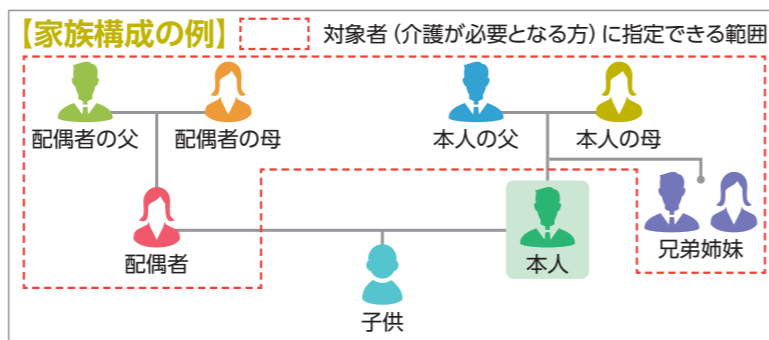 【家族構成の例】 対象者（介護が必要となる方）に指定できる範囲
配偶者の父 配偶者の母 本人の父 本人の母
配偶者 本人 兄弟姉妹
子供